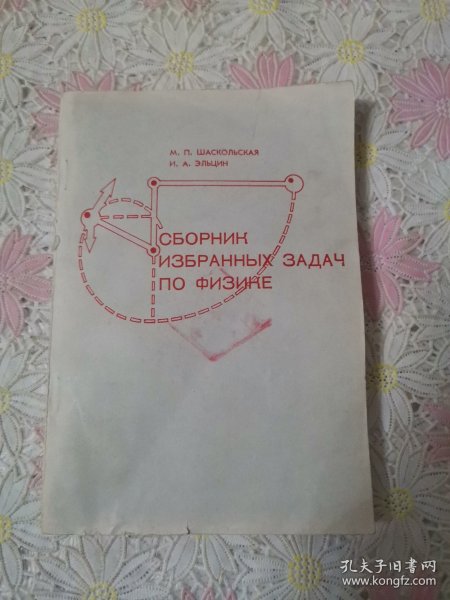 М. П. ШАСКОЛЬСКАЯ
И. А. ЭЛЬЦИН
СБОРНИК
ИЗБРАННЫХ ЗАДАЧ
ПО ФИЗИКЕ
孔夫子旧书网
www.kongfz.com